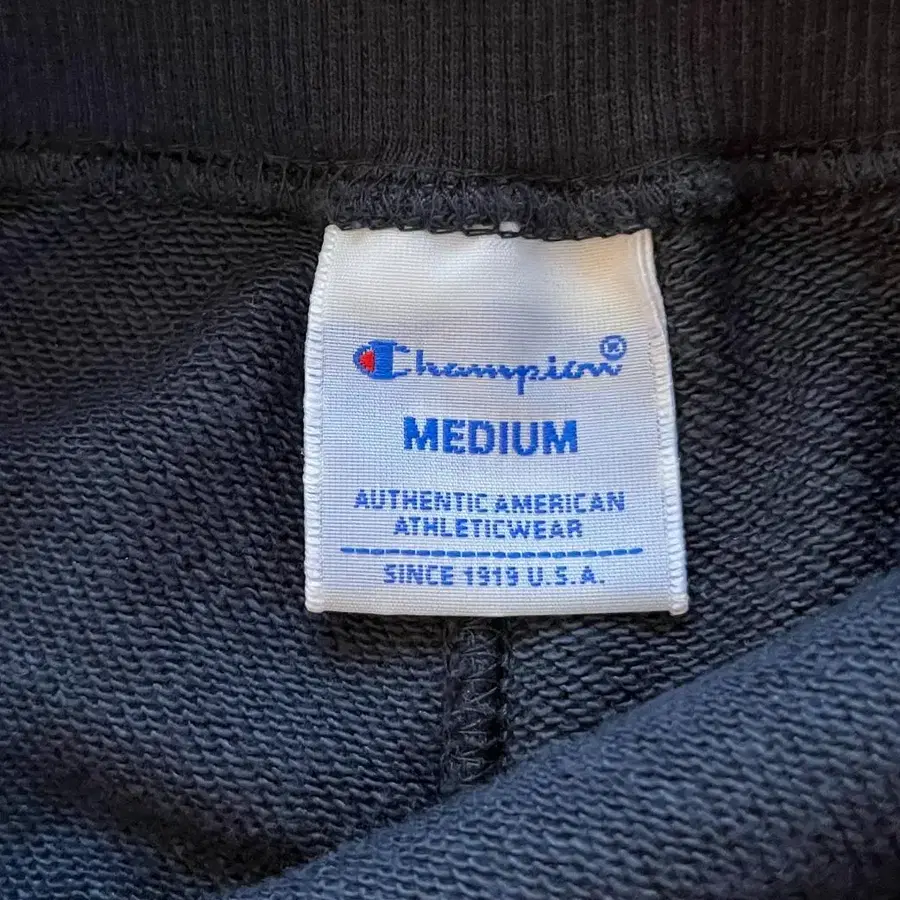 Champion®
MEDIUM
AUTHENTIC AMERICAN
ATHLETICWEAR
SINCE 1919 U.S.A.